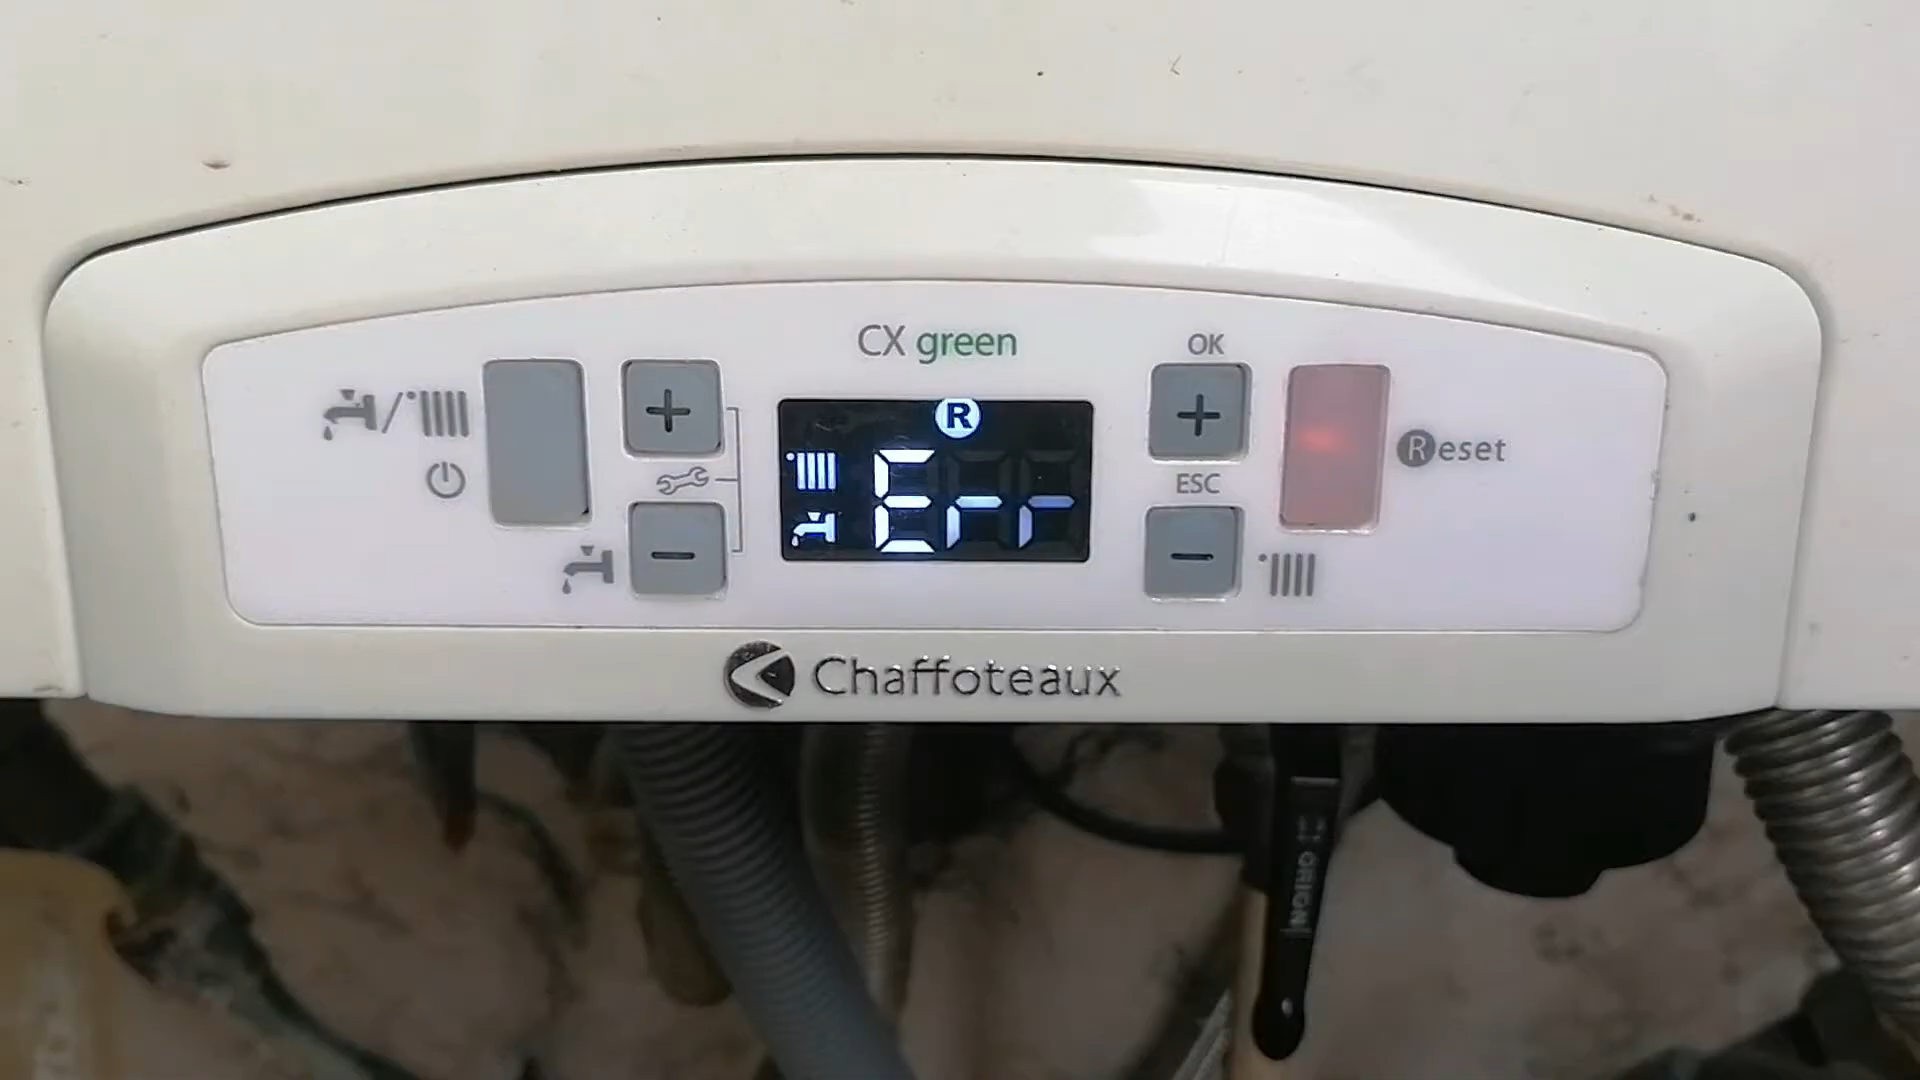 CX green
OK
+
+
R
Err
ESC
Reset
-
-
Chaffoteaux
ORION